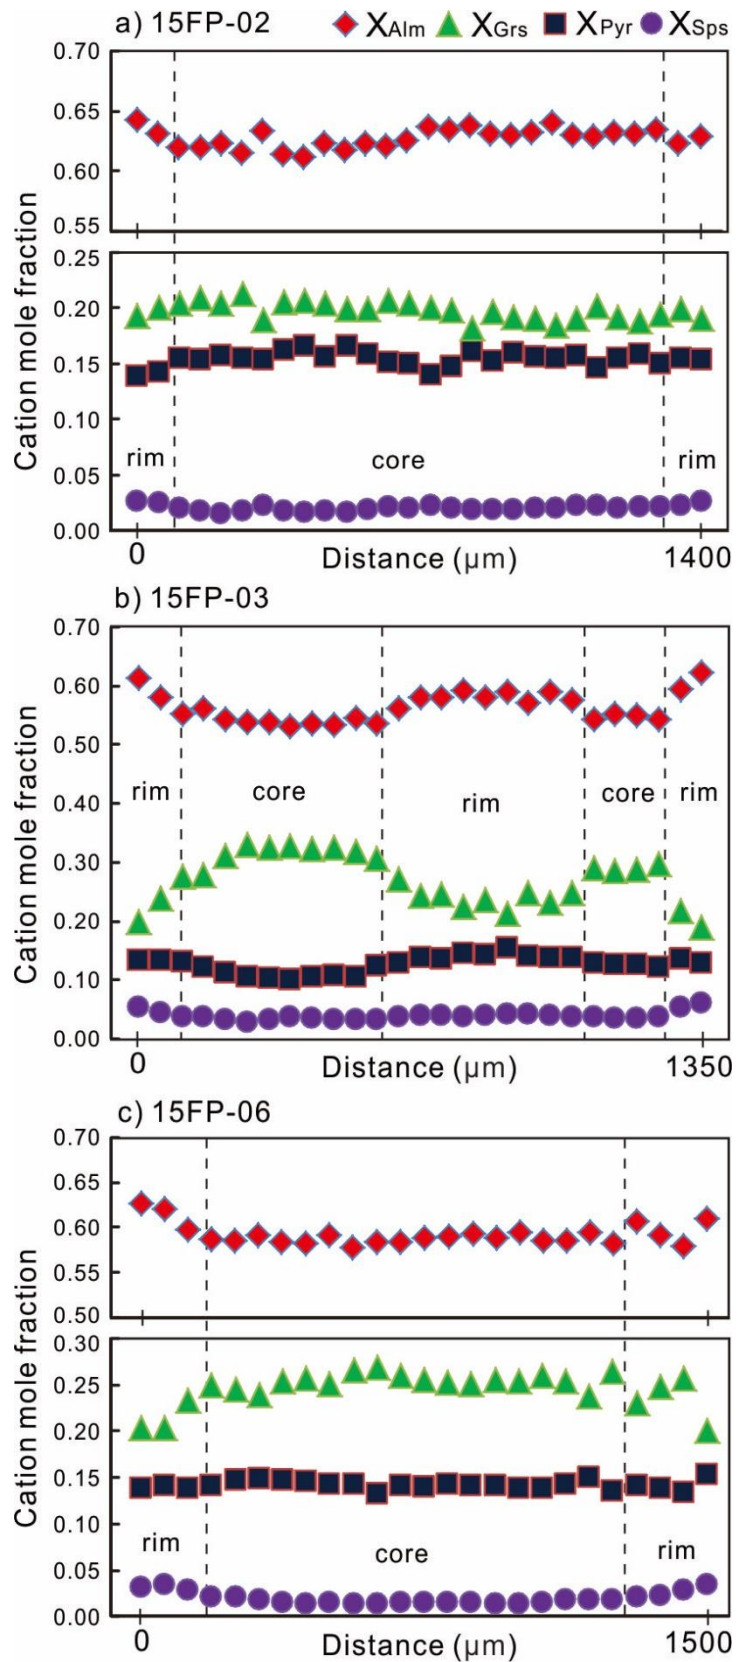 a) 15FP-02 XAlm XGrs XPyr XSps
0.70
0.65
0.60
0.55
0.25
0.20
0.15
0.10
0.05
0.00
Cation mole fraction
rim core rim
0 Distance (μm) 1400
b) 15FP-03
0.70
0.60
0.50
0.40
0.30
0.20
0.10
0.00
Cation mole fraction
rim core rim core rim
0 Distance (μm) 1350
c) 15FP-06
0.70
0.65
0.60
0.55
0.50
0.30
0.25
0.20
0.15
0.10
0.05
0.00
Cation mole fraction
rim core rim
0 Distance (μm) 1500